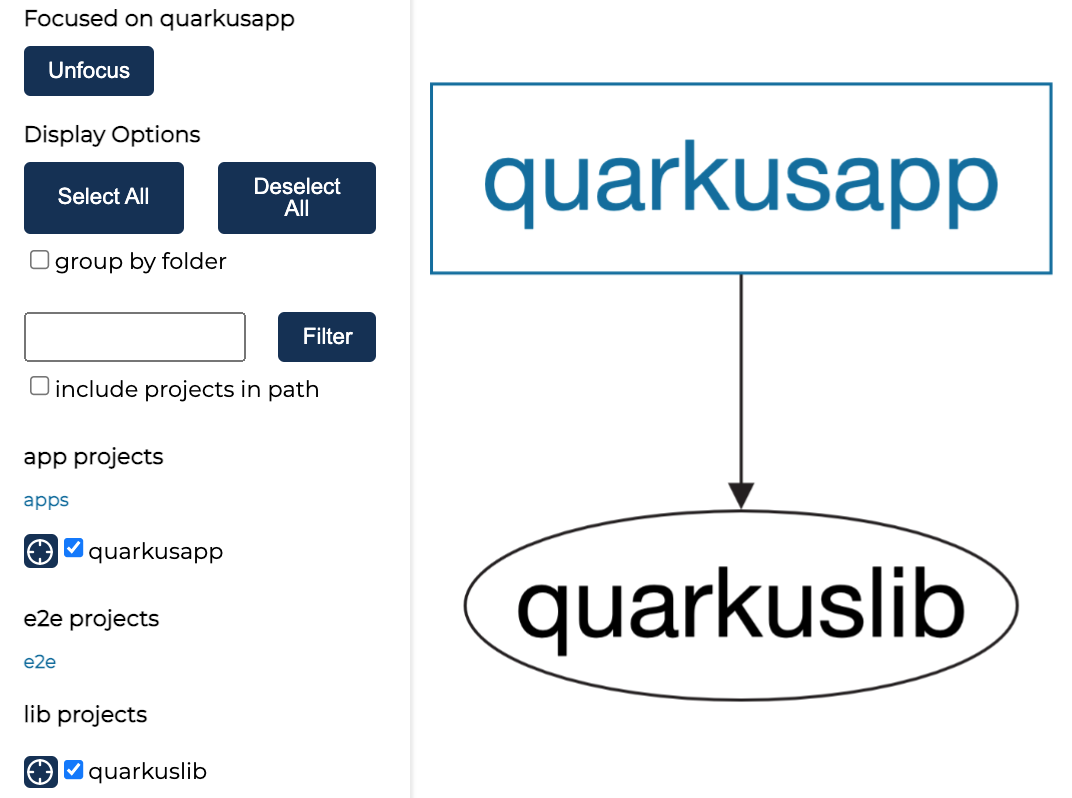 Focused on quarkusapp
Unfocus
Display Options
Select All
Deselect
All
group by folder
Filter
include projects in path
app projects
apps
quarkusapp
e2e projects
e2e
lib projects
quarkuslib
quarkusapp
quarkuslib